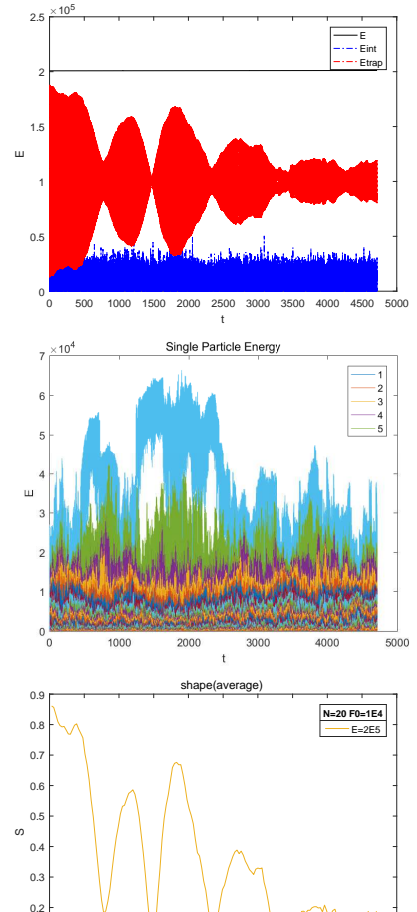 ×10^5
2.5
2
1.5
1
0.5
0
E
E
Eint
Etrap
0 500 1000 1500 2000 2500 3000 3500 4000 4500 5000
t
Single Particle Energy
×10^4
7
6
5
4
3
2
1
0
E
1
2
3
4
5
0 1000 2000 3000 4000 5000
t
shape(average)
0.9
0.8
0.7
0.6
0.5
0.4
0.3
0.2
S
N=20 F0=1E4
E=2E5